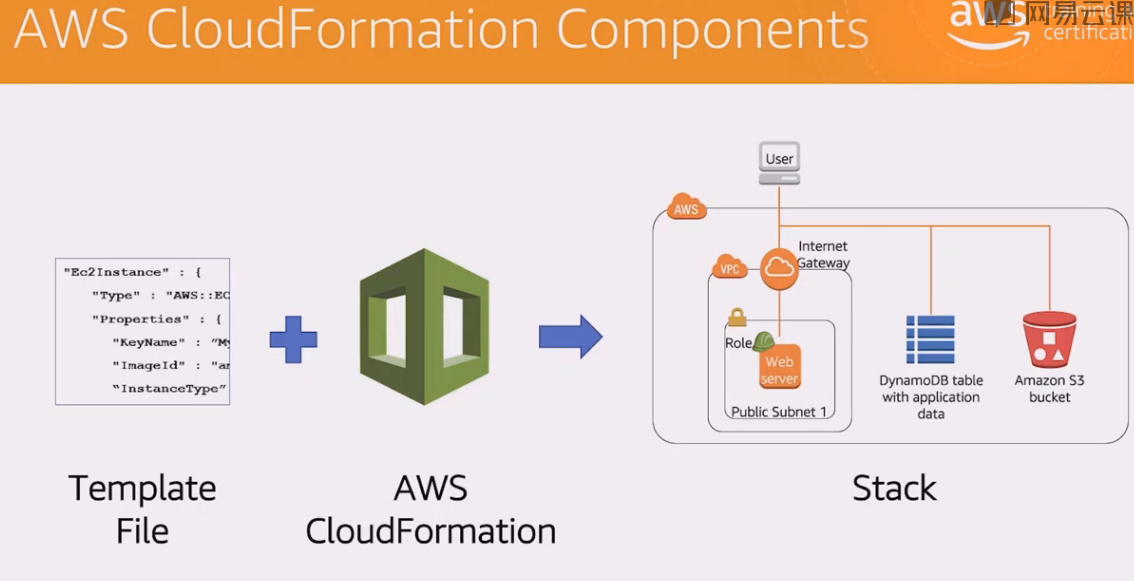 AWS CloudFormation Components
aws
网易云课
training
certificati
"Ec2Instance" : {
"Type" : "AWS::EC
"Properties" : {
"KeyName" : "My
"ImageId" : "am
"InstanceType"
Template
File
AWS
CloudFormation
User
AWS
Internet
Gateway
VPC
Role
Web
server
Public Subnet 1
DynamoDB table
with application
data
Amazon S3
bucket
Stack